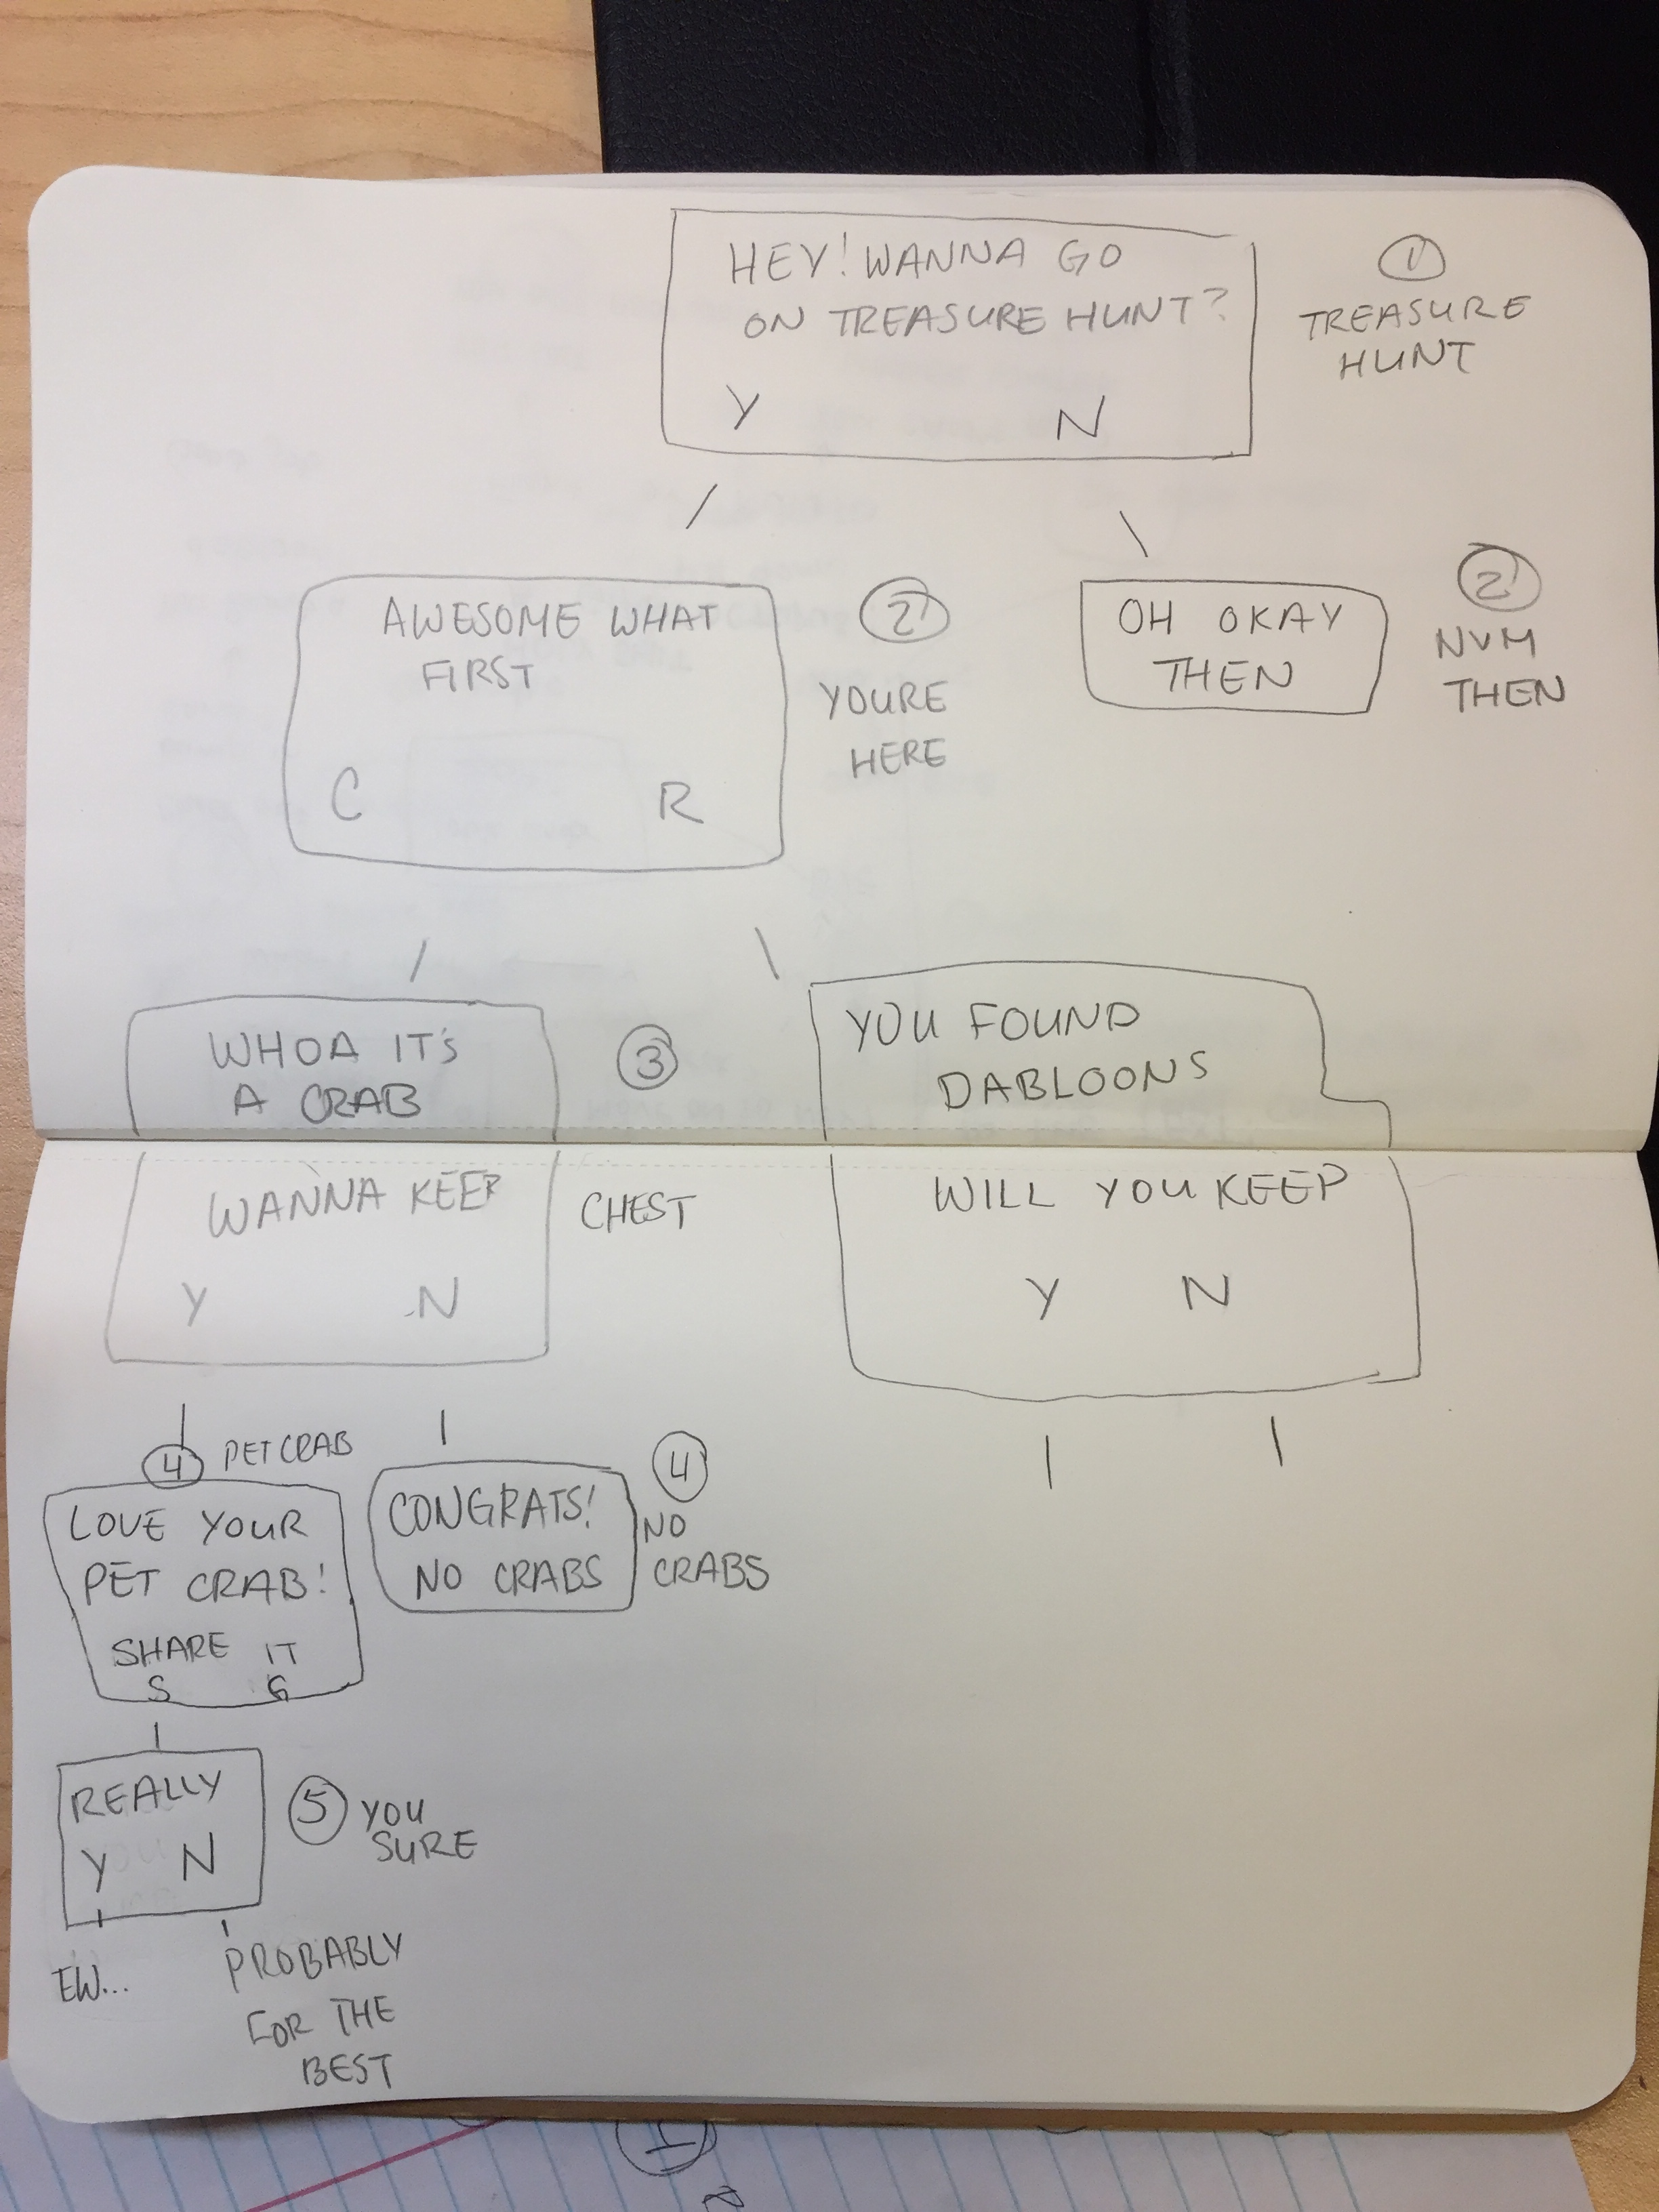 HEY! WANNA GO
ON TREASURE HUNT?
Y N
1
TREASURE
HUNT
AWESOME WHAT
FIRST
C R
2
YOURE
HERE
OH OKAY
THEN
2
NVM
THEN
WHOA IT'S
A CRAB
WANNA KEEP
Y N
3
CHEST
YOU FOUND
DABLOONS
WILL YOU KEEP
Y N
4 PET CRAB
LOVE YOUR
PET CRAB!
SHARE IT
S G
CONGRATS!
NO CRABS
4
NO
CRABS
REALLY
Y N
5 YOU
SURE
EW...
PROBABLY
FOR THE
BEST